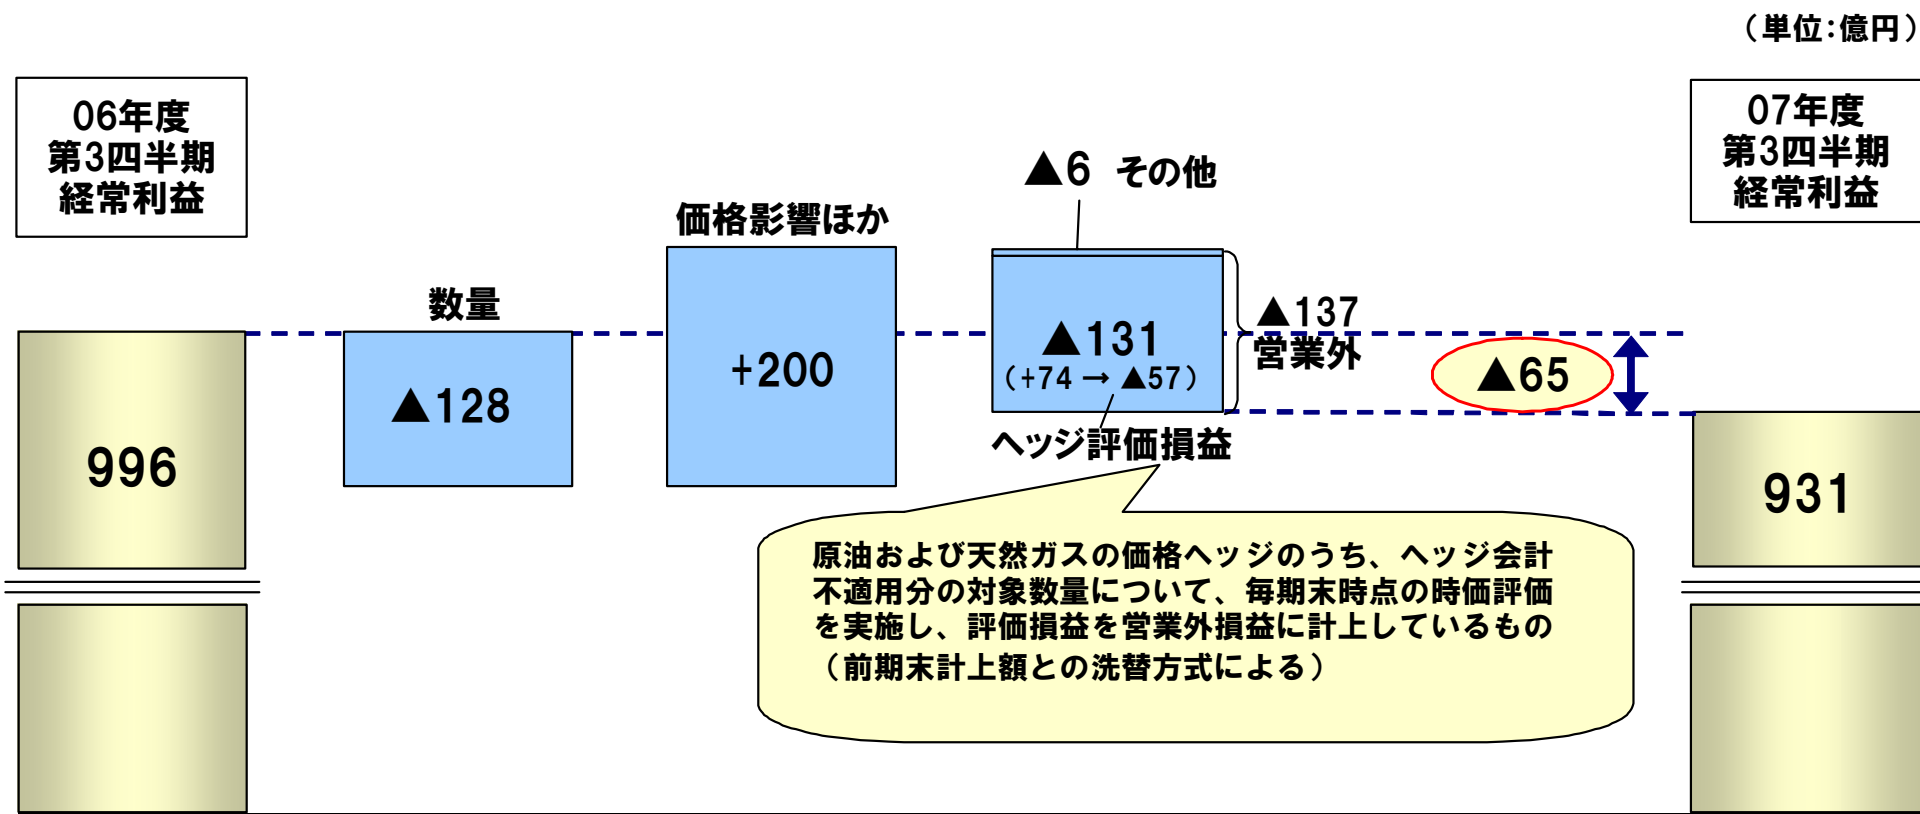 （単位:億円）
06年度
第3四半期
経常利益
07年度
第3四半期
経常利益
▲6 その他
価格影響ほか
数量
▲137
営業外
996
▲128
+200
▲131
（+74 → ▲57）
▲65
ヘッジ評価損益
931
原油および天然ガスの価格ヘッジのうち、ヘッジ会計
不適用分の対象数量について、毎期末時点の時価評価
を実施し、評価損益を営業外損益に計上しているもの
（前期末計上額との洗替方式による）